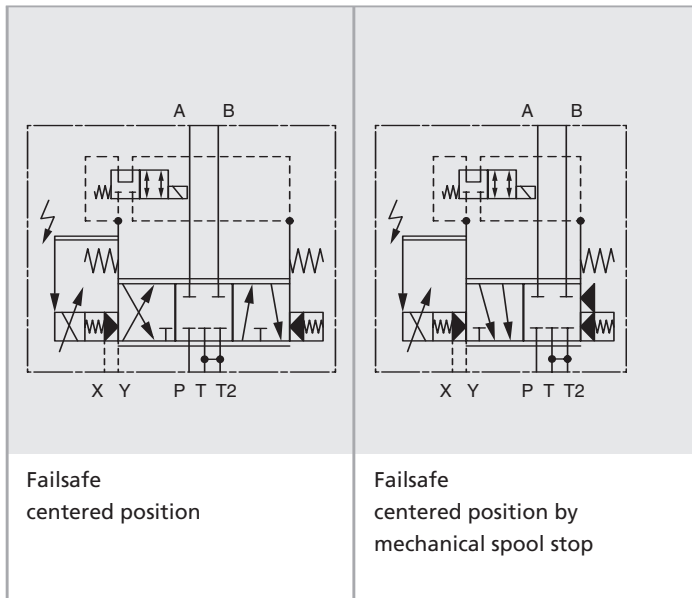 A B
X Y P T T2
Failsafe
centered position
A B
X Y P T T2
Failsafe
centered position by
mechanical spool stop